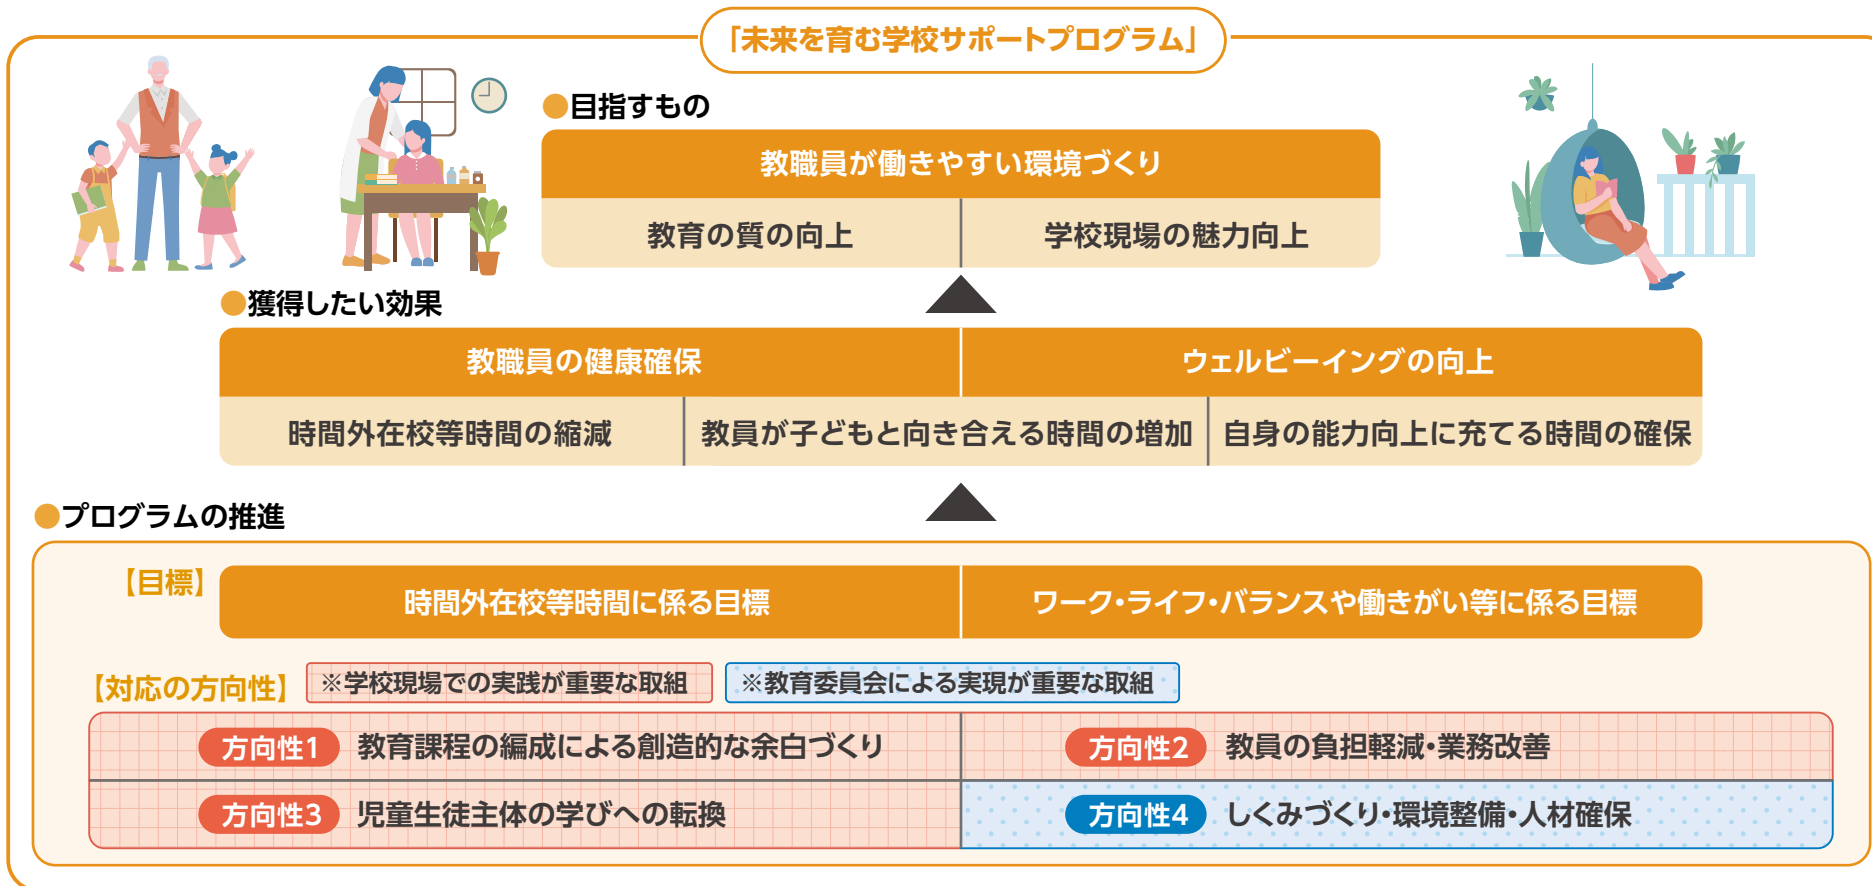 「未来を育む学校サポートプログラム」
●目指すもの
教職員が働きやすい環境づくり
教育の質の向上
学校現場の魅力向上
●獲得したい効果
教職員の健康確保
ウェルビーイングの向上
時間外在校等時間の縮減
教員が子どもと向き合える時間の増加
自身の能力向上に充てる時間の確保
●プログラムの推進
【目標】
時間外在校等時間に係る目標
ワーク・ライフ・バランスや働きがい等に係る目標
【対応の方向性】
※学校現場での実践が重要な取組
※教育委員会による実現が重要な取組
方向性1 教育課程の編成による創造的な余白づくり
方向性2 教員の負担軽減・業務改善
方向性3 児童生徒主体の学びへの転換
方向性4 しくみづくり・環境整備・人材確保